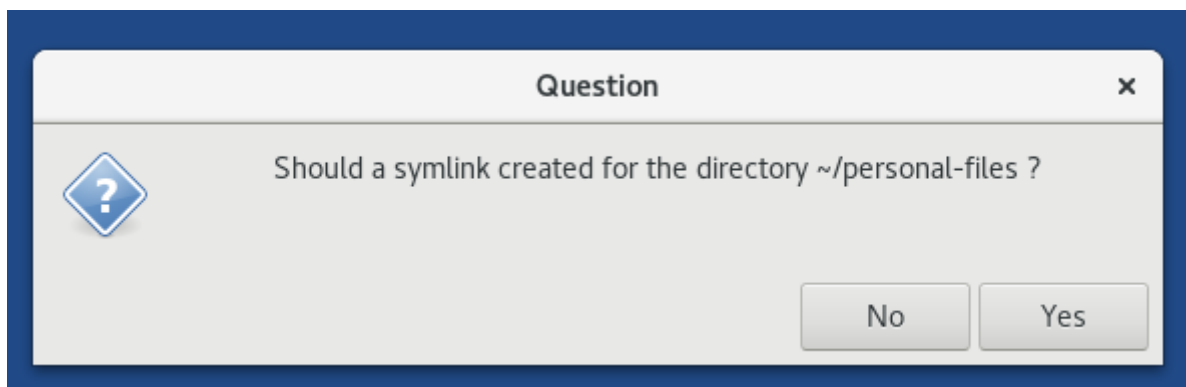 Question
Should a symlink created for the directory ~/personal-files ?
No
Yes